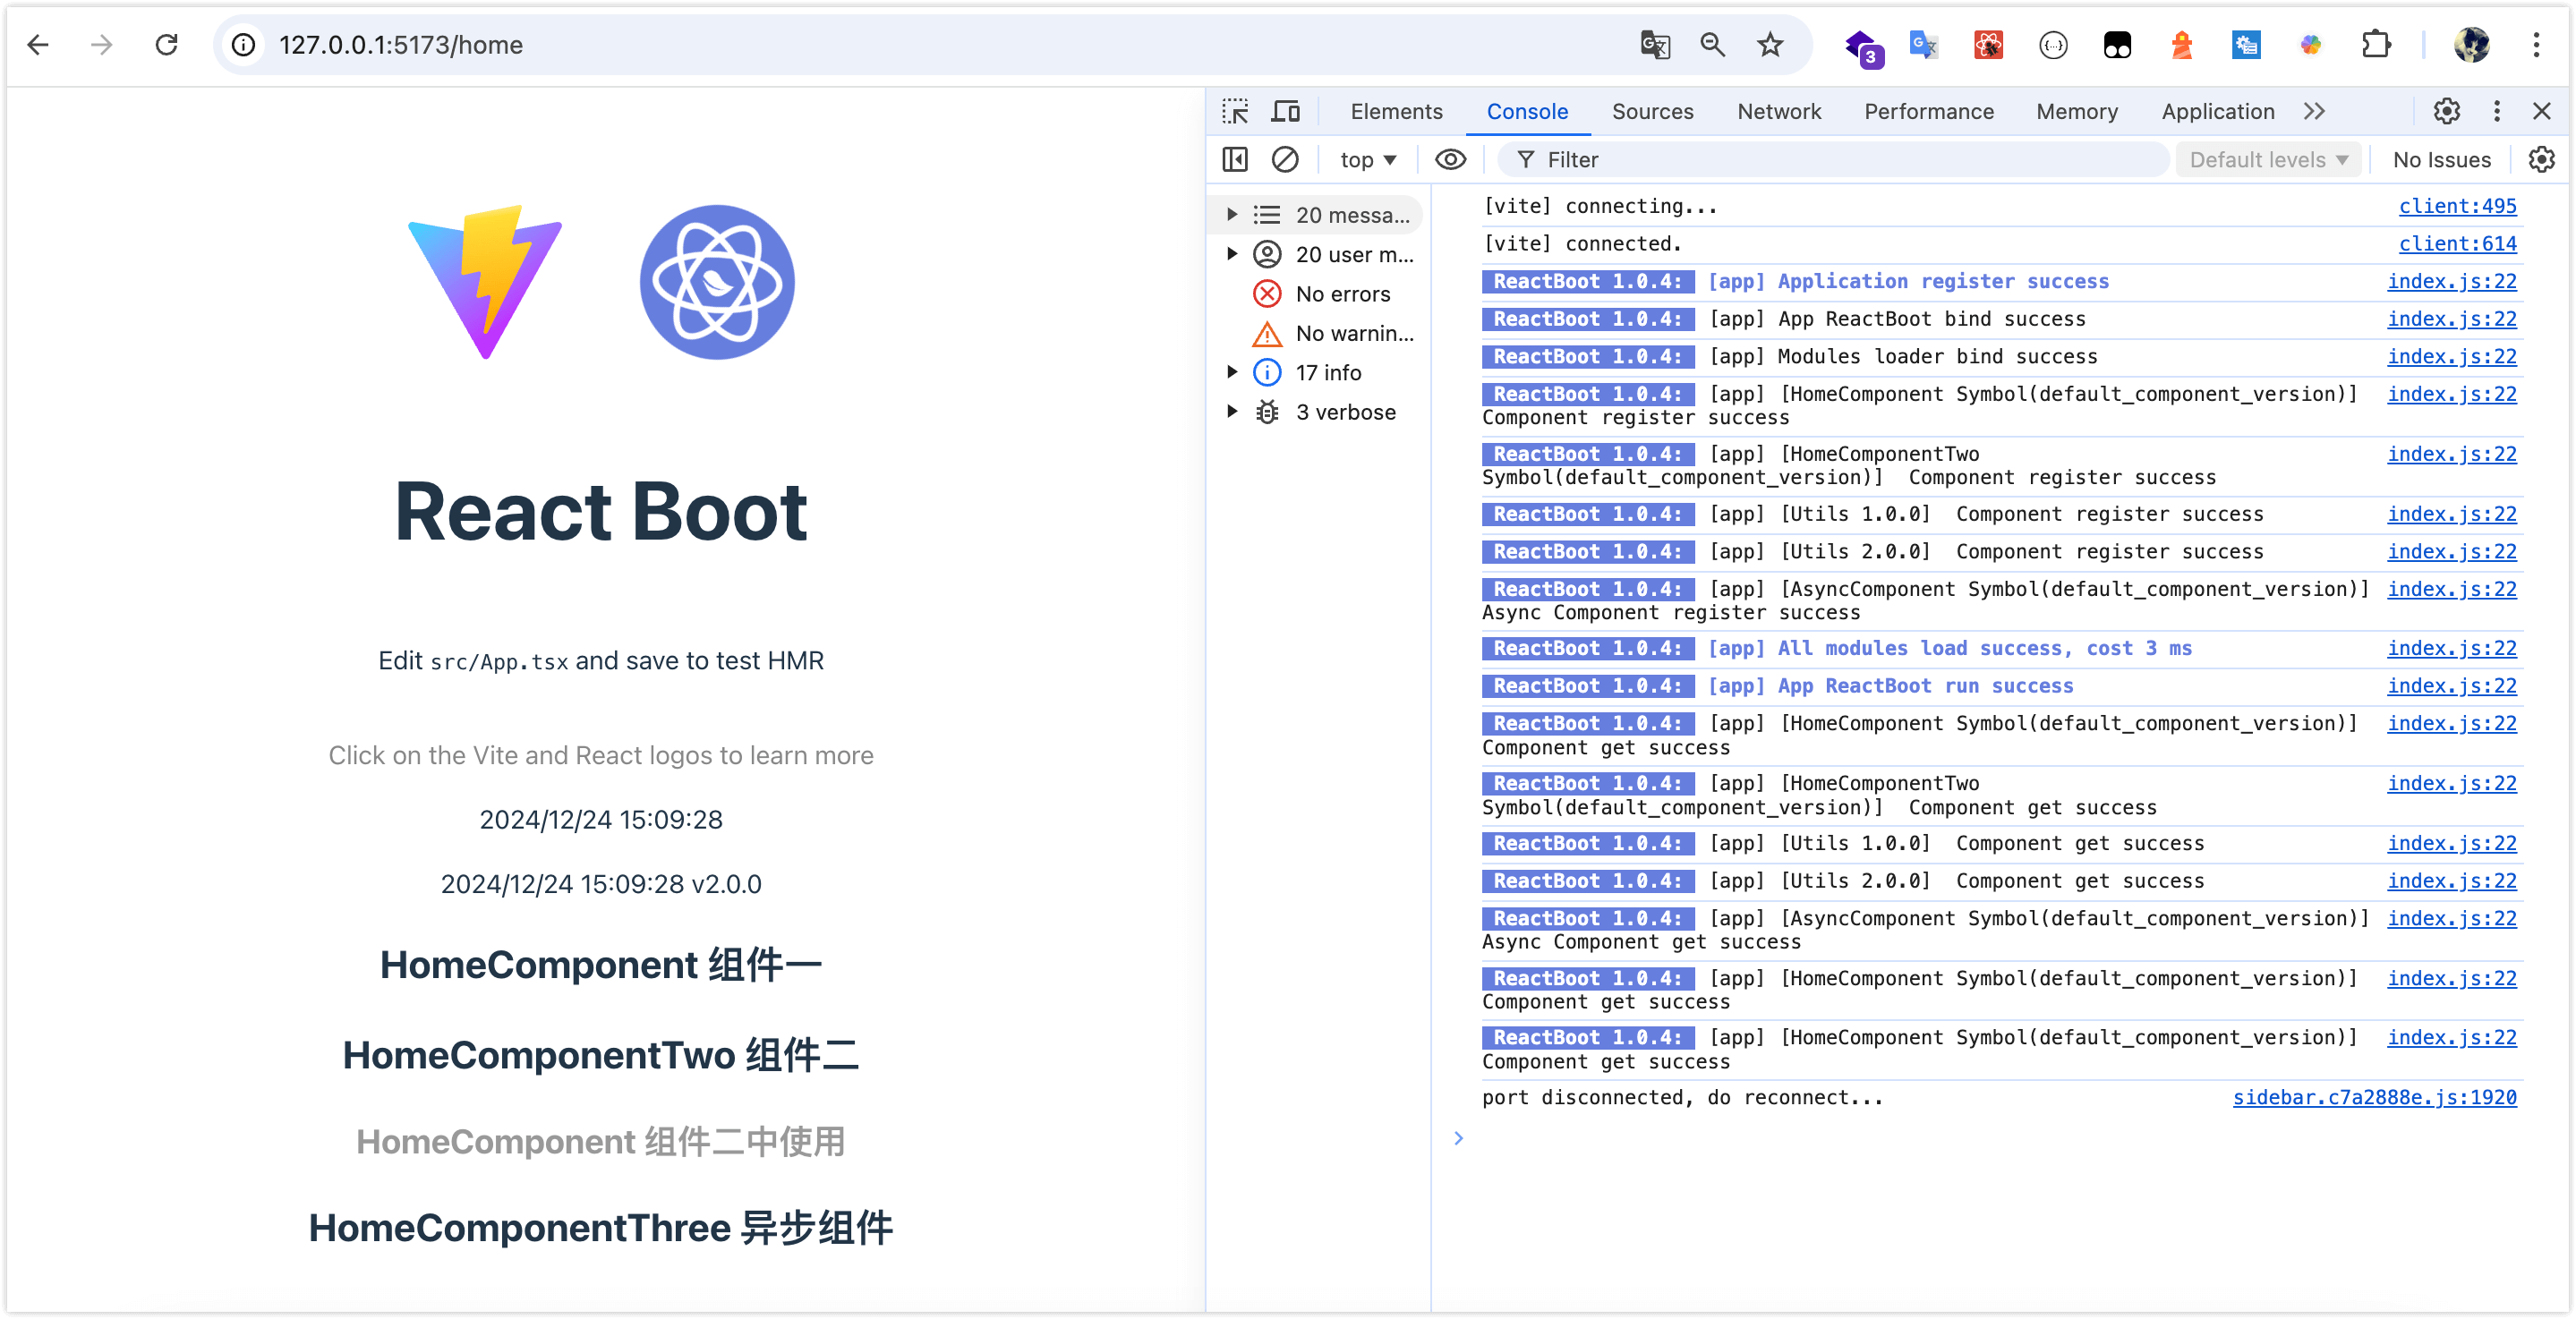 127.0.0.1:5173/home
3
React Boot
Edit src/App.tsx and save to test HMR
Click on the Vite and React logos to learn more
2024/12/24 15:09:28
2024/12/24 15:09:28 v2.0.0
HomeComponent 组件一
HomeComponentTwo 组件二
HomeComponent 组件二中使用
HomeComponentThree 异步组件
Elements Console Sources Network Performance Memory Application
top Filter Default levels No Issues
20 messa...
20 user m...
No errors
No warnin...
17 info
3 verbose
[vite] connecting... client:495
[vite] connected. client:614
ReactBoot 1.0.4: [app] Application register success index.js:22
ReactBoot 1.0.4: [app] App ReactBoot bind success index.js:22
ReactBoot 1.0.4: [app] Modules loader bind success index.js:22
ReactBoot 1.0.4: [app] [HomeComponent Symbol(default_component_version)] index.js:22
Component register success
ReactBoot 1.0.4: [app] [HomeComponentTwo index.js:22
Symbol(default_component_version)] Component register success
ReactBoot 1.0.4: [app] [Utils 1.0.0] Component register success index.js:22
ReactBoot 1.0.4: [app] [Utils 2.0.0] Component register success index.js:22
ReactBoot 1.0.4: [app] [AsyncComponent Symbol(default_component_version)] index.js:22
Async Component register success
ReactBoot 1.0.4: [app] All modules load success, cost 3 ms index.js:22
ReactBoot 1.0.4: [app] App ReactBoot run success index.js:22
ReactBoot 1.0.4: [app] [HomeComponent Symbol(default_component_version)] index.js:22
Component get success
ReactBoot 1.0.4: [app] [HomeComponentTwo index.js:22
Symbol(default_component_version)] Component get success
ReactBoot 1.0.4: [app] [Utils 1.0.0] Component get success index.js:22
ReactBoot 1.0.4: [app] [Utils 2.0.0] Component get success index.js:22
ReactBoot 1.0.4: [app] [AsyncComponent Symbol(default_component_version)] index.js:22
Async Component get success
ReactBoot 1.0.4: [app] [HomeComponent Symbol(default_component_version)] index.js:22
Component get success
ReactBoot 1.0.4: [app] [HomeComponent Symbol(default_component_version)] index.js:22
Component get success
port disconnected, do reconnect... sidebar.c7a2888e.js:1920